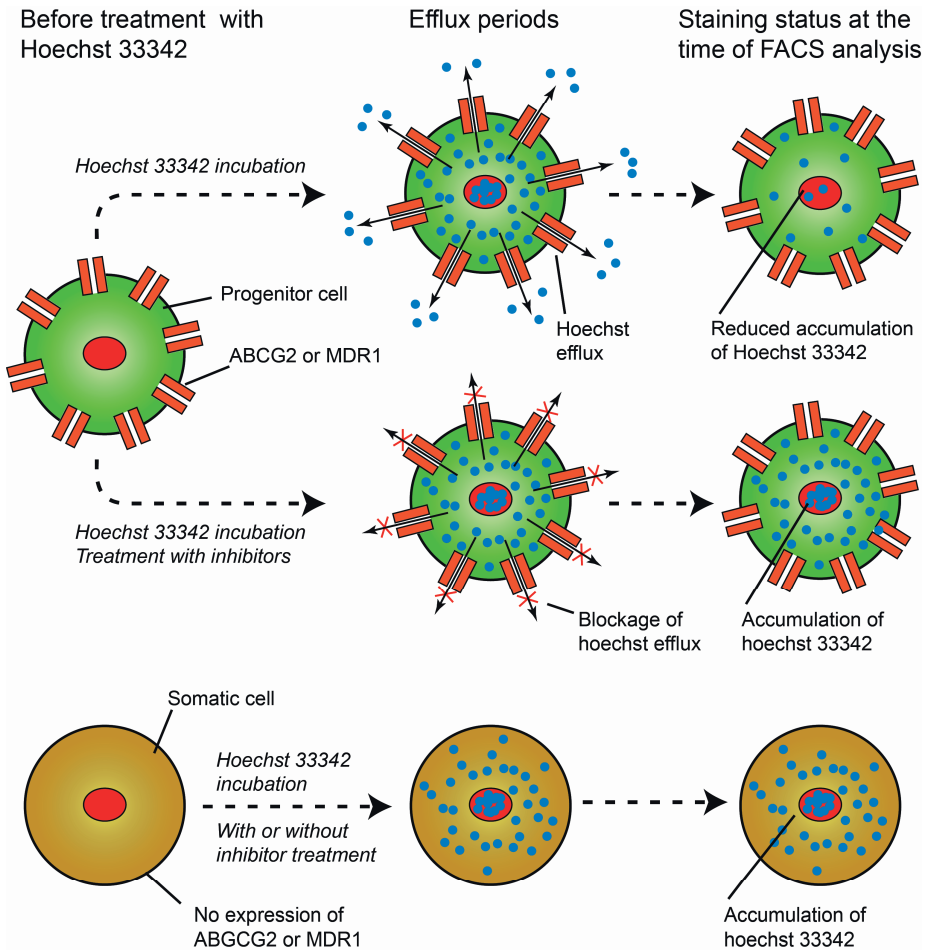 Before treatment with
Hoechst 33342
Efflux periods
Staining status at the
time of FACS analysis
Hoechst 33342 incubation
Progenitor cell
ABCG2 or MDR1
Hoechst
efflux
Reduced accumulation
of Hoechst 33342
Hoechst 33342 incubation
Treatment with inhibitors
Blockage of
hoechst efflux
Accumulation of
hoechst 33342
Somatic cell
Hoechst 33342
incubation
With or without
inhibitor treatment
No expression of
ABGCG2 or MDR1
Accumulation of
hoechst 33342